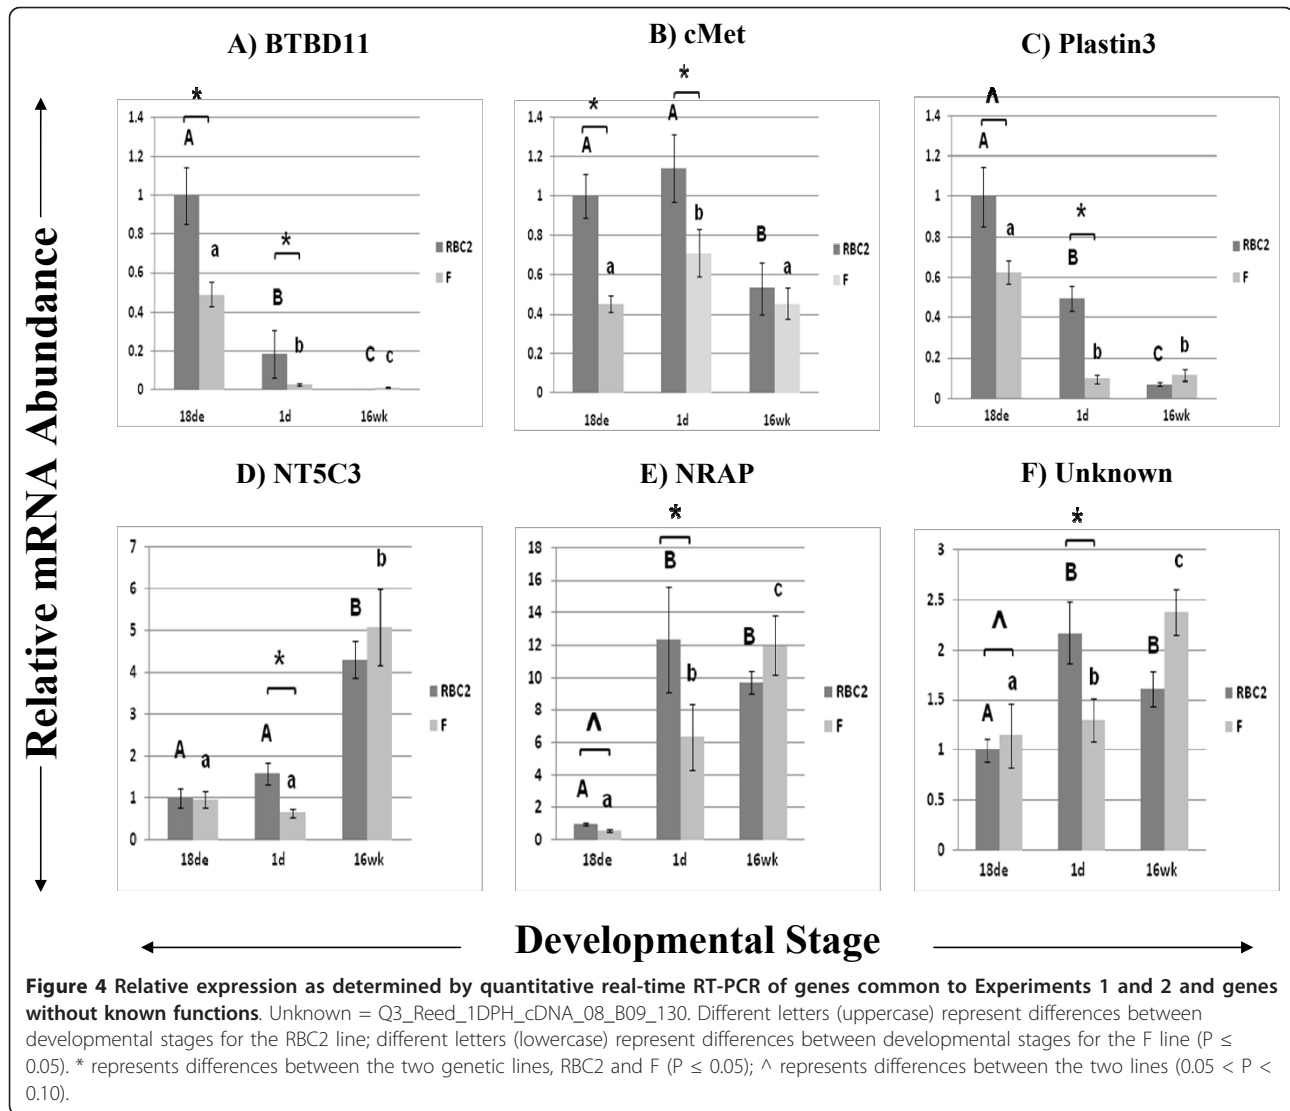 A) BTBD11
B) cMet
C) Plastin3
*
1.4
1.2
1
0.8
0.6
0.4
0.2
0
A
a
*
B
b
C c
18de 1d 16wk
RBC2
F
*
*
1.4
1.2
1
0.8
0.6
0.4
0.2
0
A
a
A
b
B
a
18de 1d 16wk
RBC2
F
^
1.4
1.2
1
0.8
0.6
0.4
0.2
0
A
a
*
B
b
C
b
18de 1d 16wk
RBC2
F
Relative mRNA Abundance
D) NT5C3
E) NRAP
F) Unknown
7
6
5
4
3
2
1
0
A
a
*
A
a
B
b
18de 1d 16wk
RBC2
F
*
18
16
14
12
10
8
6
4
2
0
^
A
a
B
b
B
c
18de 1d 16wk
RBC2
F
*
3
2.5
2
1.5
1
0.5
0
^
A
a
B
b
B
c
18de 1d 16wk
RBC2
F
Developmental Stage
Figure 4 Relative expression as determined by quantitative real-time RT-PCR of genes common to Experiments 1 and 2 and genes
without known functions. Unknown = Q3_Reed_1DPH_cDNA_08_B09_130. Different letters (uppercase) represent differences between
developmental stages for the RBC2 line; different letters (lowercase) represent differences between developmental stages for the F line (P ≤
0.05). * represents differences between the two genetic lines, RBC2 and F (P ≤ 0.05); ^ represents differences between the two lines (0.05 < P <
0.10).